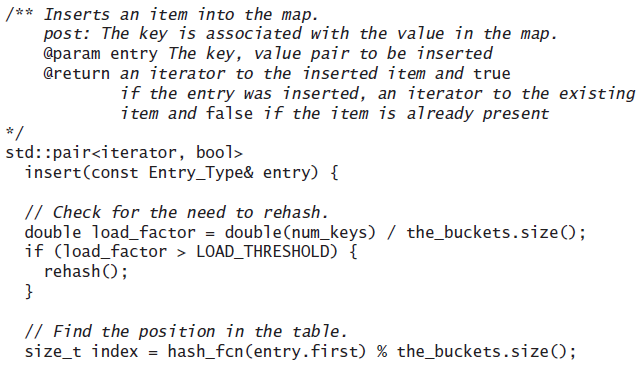 /** Inserts an item into the map.
post: The key is associated with the value in the map.
@param entry The key, value pair to be inserted
@return an iterator to the inserted item and true
if the entry was inserted, an iterator to the existing
item and false if the item is already present
*/
std::pair<iterator, bool>
insert(const Entry_Type& entry) {
// Check for the need to rehash.
double load_factor = double(num_keys) / the_buckets.size();
if (load_factor > LOAD_THRESHOLD) {
rehash();
}
// Find the position in the table.
size_t index = hash_fcn(entry.first) % the_buckets.size();